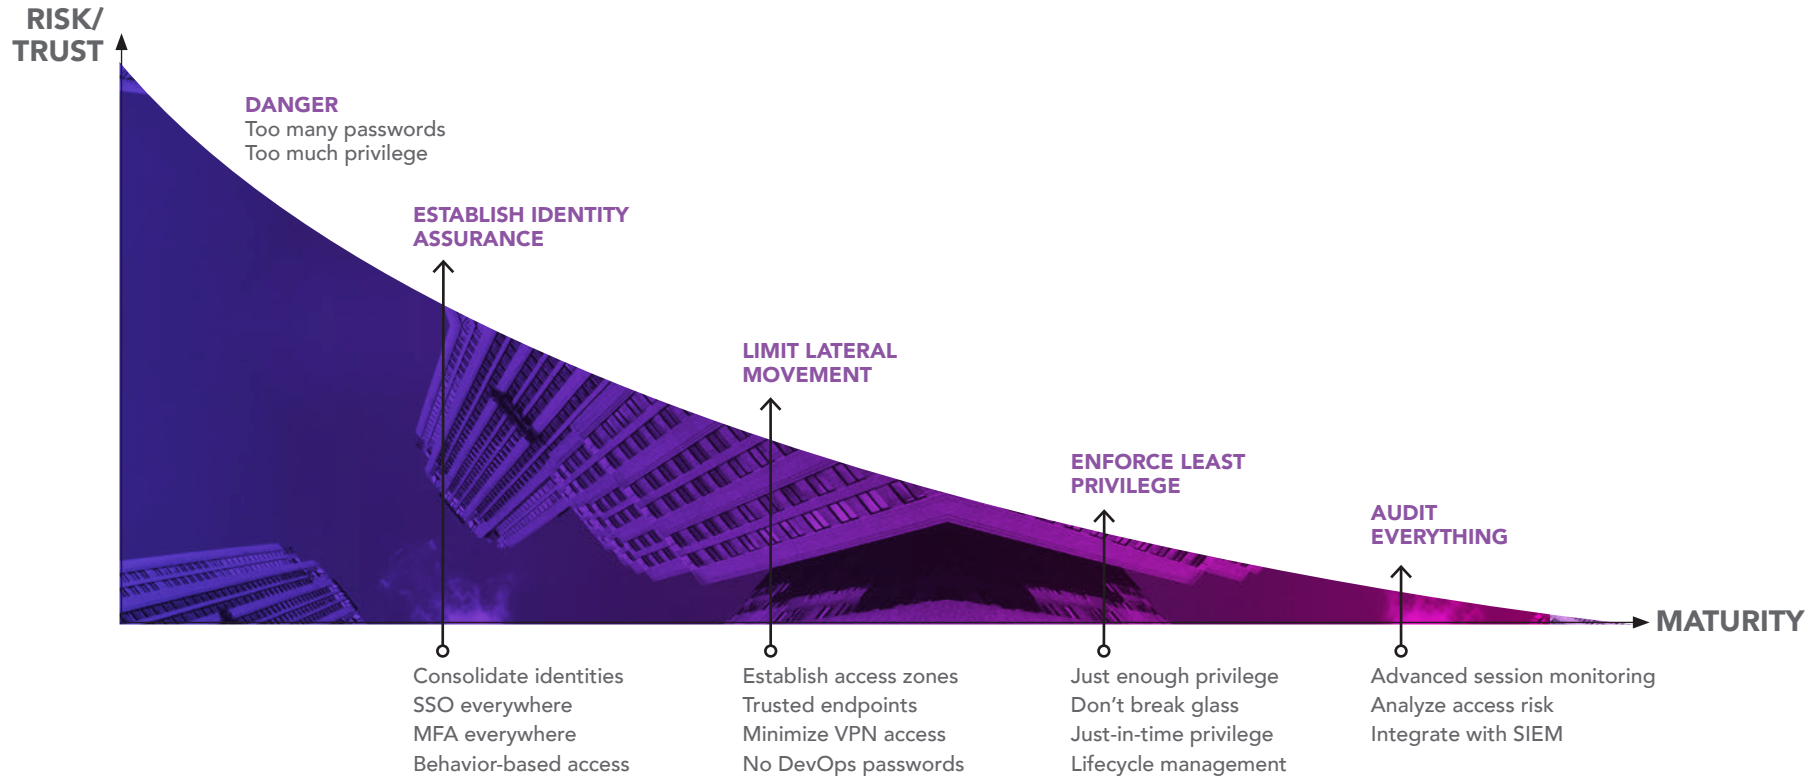 RISK/
TRUST
DANGER
Too many passwords
Too much privilege
ESTABLISH IDENTITY
ASSURANCE
LIMIT LATERAL
MOVEMENT
ENFORCE LEAST
PRIVILEGE
AUDIT
EVERYTHING
MATURITY
Consolidate identities
SSO everywhere
MFA everywhere
Behavior-based access
Establish access zones
Trusted endpoints
Minimize VPN access
No DevOps passwords
Just enough privilege
Don’t break glass
Just-in-time privilege
Lifecycle management
Advanced session monitoring
Analyze access risk
Integrate with SIEM